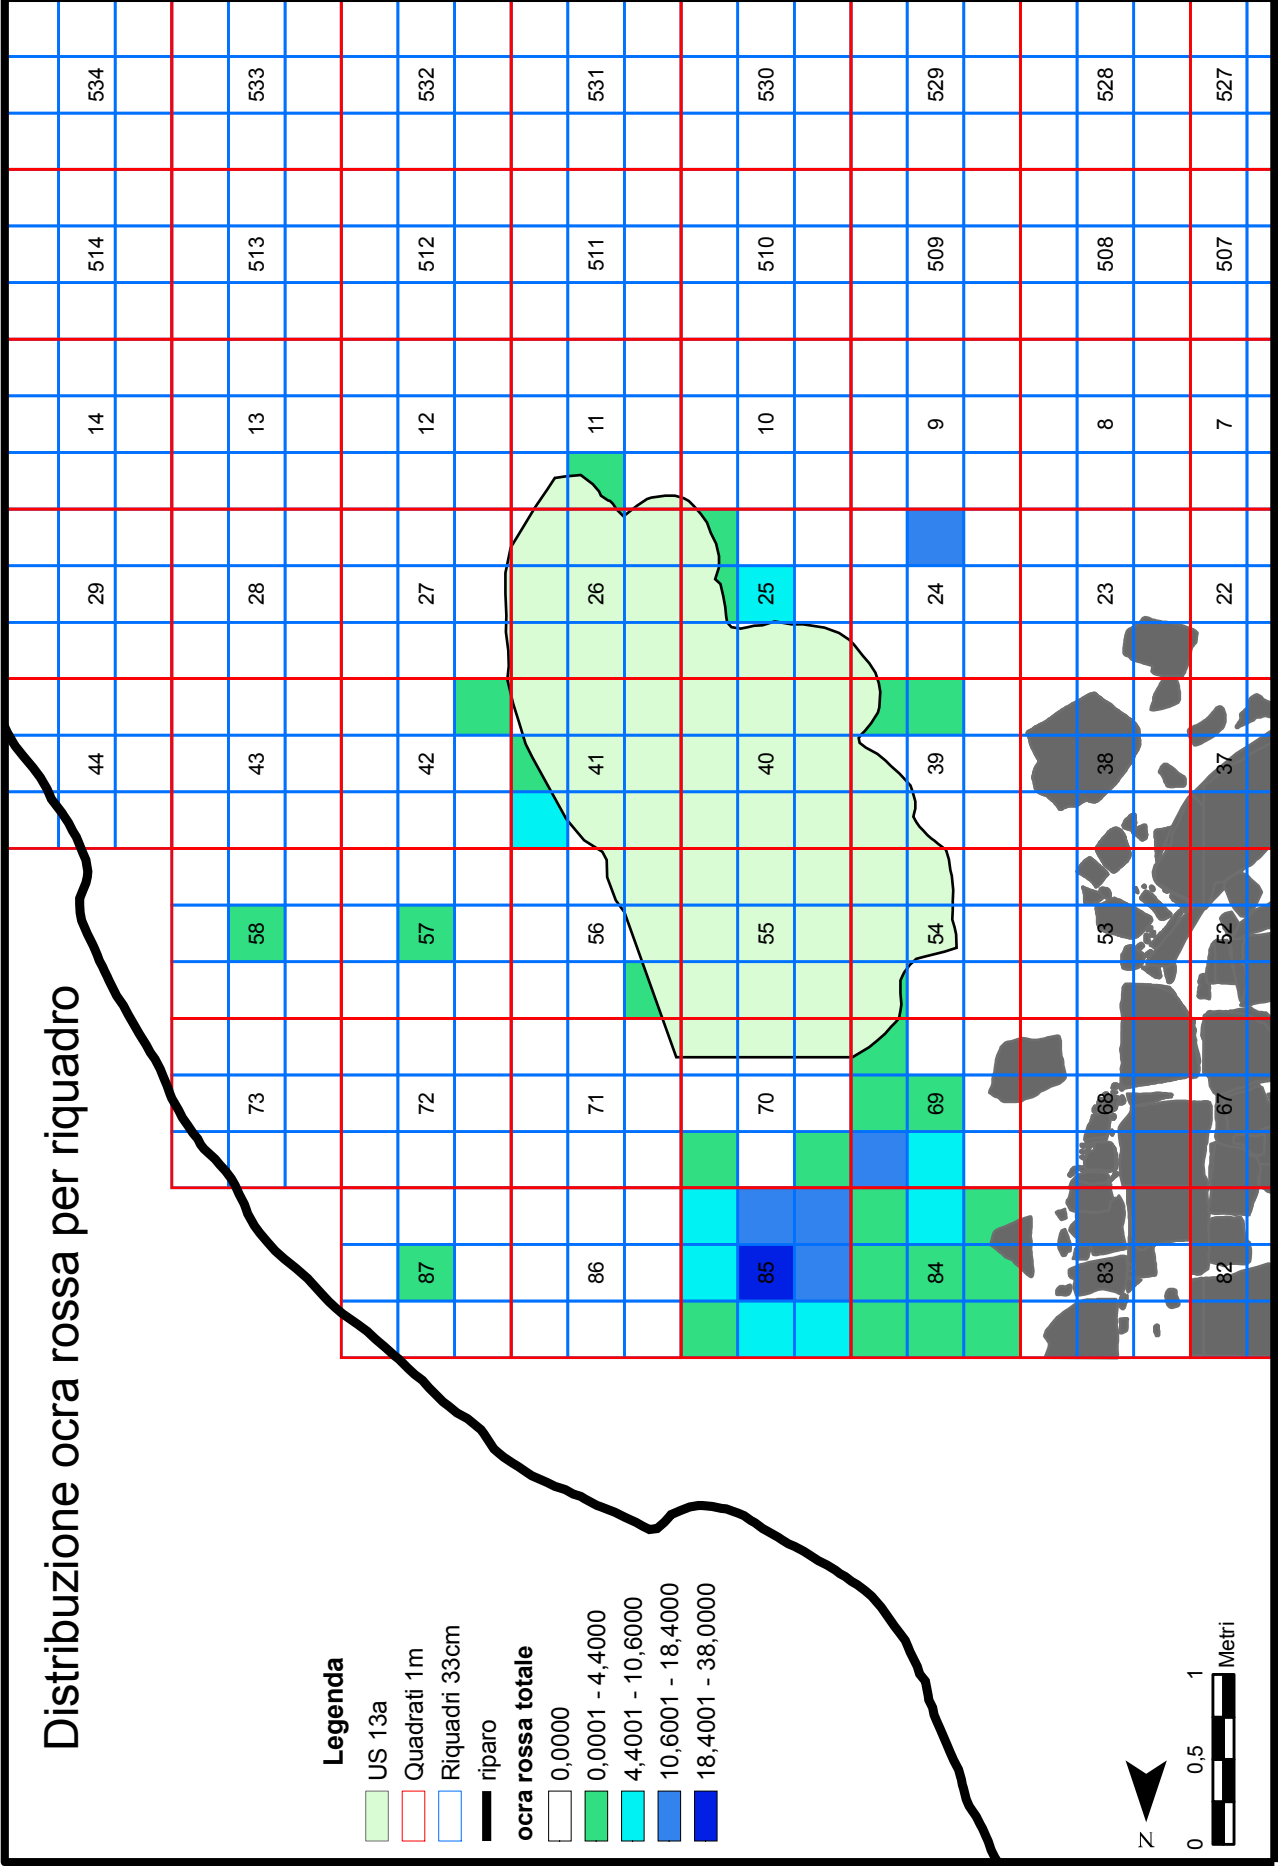 Distribuzione ocra rossa per riquadro
Legenda
US 13a
Quadrati 1m
Riquadri 33cm
riparo
ocra rossa totale
0,0000
0,0001 - 4,4000
4,4001 - 10,6000
10,6001 - 18,4000
18,4001 - 38,0000
N
0 0,5 1
Metri
44 29 14 514 534
73 58 43 28 13 513 533
87 72 57 42 27 12 512 532
86 71 56 41 26 11 511 531
85 70 55 40 25 10 510 530
84 69 54 39 24 9 509 529
83 68 53 38 23 8 508 528
82 67 52 37 22 7 507 527